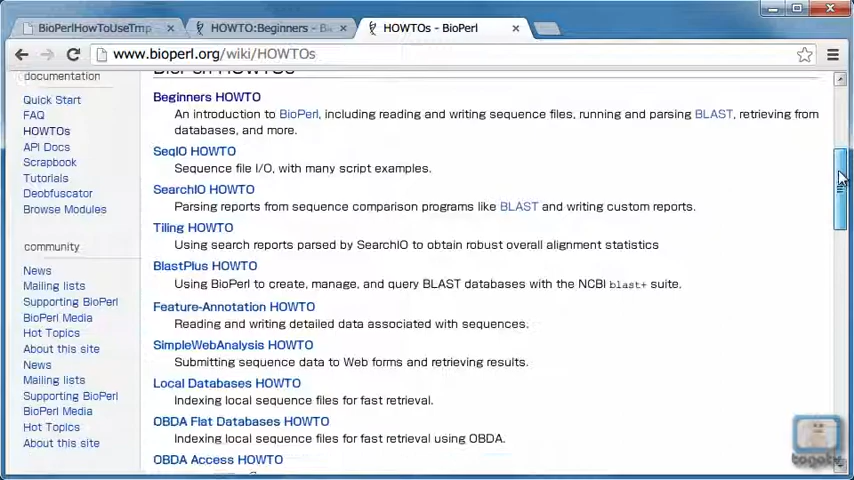 BioPerlHowToUseTmp
HOWTO:Beginners - Bi
HOWTOs - BioPerl
www.bioperl.org/wiki/HOWTOs
documentation
Quick Start
FAQ
HOWTOs
API Docs
Scrapbook
Tutorials
Deobfuscator
Browse Modules
community
News
Mailing lists
Supporting BioPerl
BioPerl Media
Hot Topics
About this site
News
Mailing lists
Supporting BioPerl
BioPerl Media
Hot Topics
About this site
BioPerl HOWTOs
Beginners HOWTO
An introduction to BioPerl, including reading and writing sequence files, running and parsing BLAST, retrieving from
databases, and more.
SeqIO HOWTO
Sequence file I/O, with many script examples.
SearchIO HOWTO
Parsing reports from sequence comparison programs like BLAST and writing custom reports.
Tiling HOWTO
Using search reports parsed by SearchIO to obtain robust overall alignment statistics
BlastPlus HOWTO
Using BioPerl to create, manage, and query BLAST databases with the NCBI blast+ suite.
Feature-Annotation HOWTO
Reading and writing detailed data associated with sequences.
SimpleWebAnalysis HOWTO
Submitting sequence data to Web forms and retrieving results.
Local Databases HOWTO
Indexing local sequence files for fast retrieval.
OBDA Flat Databases HOWTO
Indexing local sequence files for fast retrieval using OBDA.
OBDA Access HOWTO
togotv